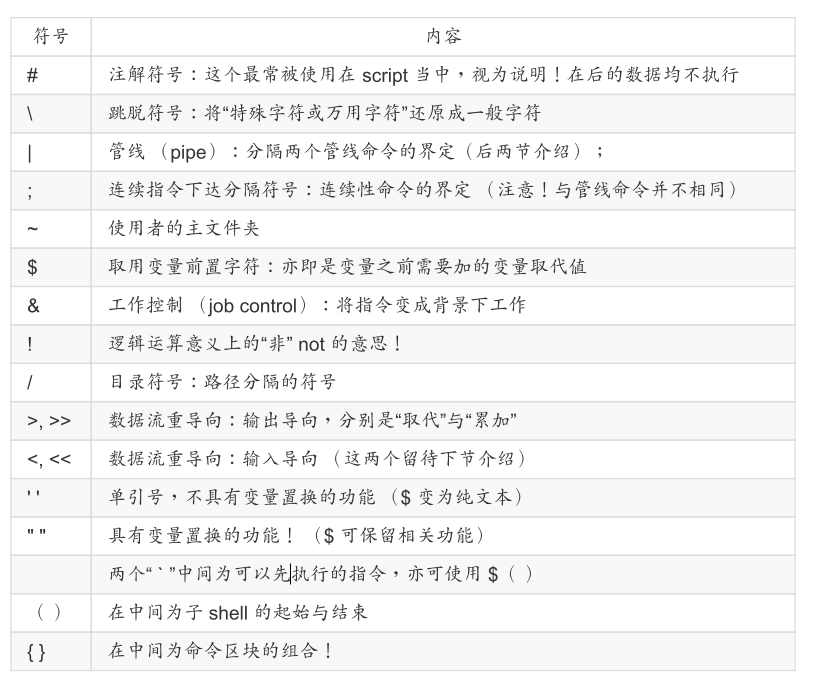 符号 内容
# 注解符号：这个最常被使用在 script 当中，视为说明！在后的数据均不执行
\ 跳脱符号：将“特殊字符或万用字符”还原成一般字符
| 管线 （pipe）：分隔两个管线命令的界定（后两节介绍）；
; 连续指令下达分隔符号：连续性命令的界定 （注意！与管线命令并不相同）
~ 使用者的主文件夹
$ 取用变量前置字符：亦即是变量之前需要加的变量取代值
& 工作控制 （job control）：将指令变成背景下工作
! 逻辑运算意义上的“非” not 的意思！
/ 目录符号：路径分隔的符号
>, >> 数据流重导向：输出导向，分别是“取代”与“累加”
<, << 数据流重导向：输入导向 （这两个留待下节介绍）
' ' 单引号，不具有变量置换的功能 （$ 变为纯文本）
" " 具有变量置换的功能！ （$ 可保留相关功能）
两个“ ` ”中间为可以先执行的指令，亦可使用 $（ ）
（ ） 在中间为子 shell 的起始与结束
{ } 在中间为命令区块的组合！